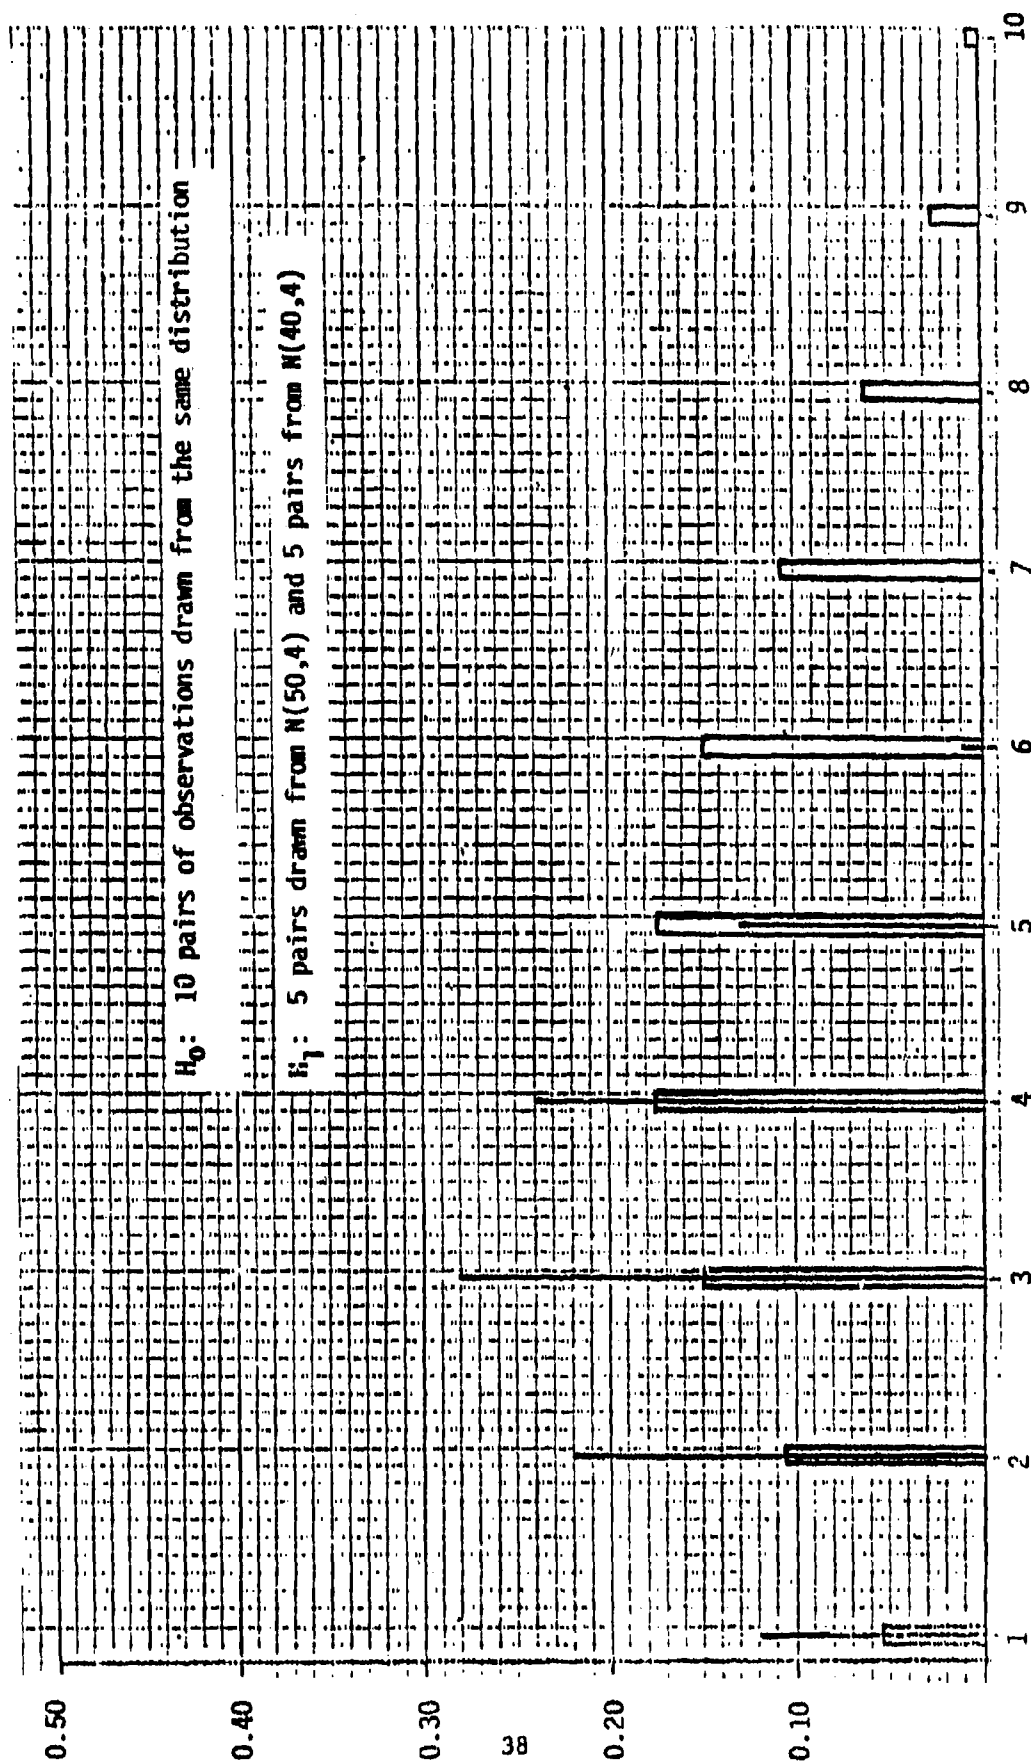 H₀: 10 pairs of observations drawn from the same distribution
H₁: 5 pairs drawn from N(50,4) and 5 pairs from N(40,4)
0.50
0.40
0.30
0.20
0.10
1 2 3 4 5 6 7 8 9 10
38